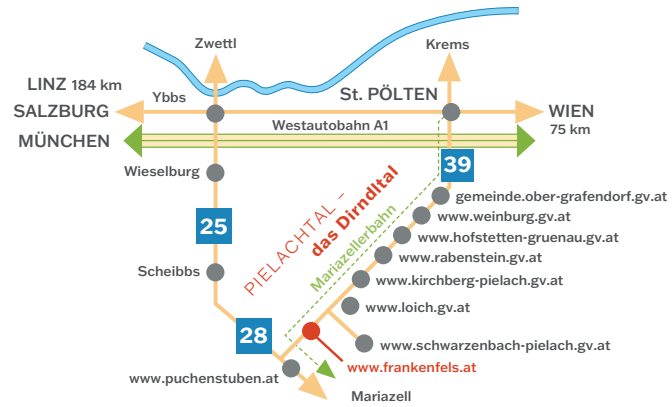 Zwettl
Krems
LINZ 184 km
Ybbs
St. PÖLTEN
SALZBURG
WIEN
75 km
Westautobahn A1
MÜNCHEN
39
Wieselburg
gemeinde.ober-grafendorf.gv.at
www.weinburg.gv.at
25
PIELACHTAL –
das Dirndltal
Mariazellerbahn
www.hofstetten-gruenau.gv.at
www.rabenstein.gv.at
Scheibbs
www.kirchberg-pielach.gv.at
www.loich.gv.at
28
www.schwarzenbach-pielach.gv.at
www.frankenfels.at
www.puchenstuben.at
Mariazell